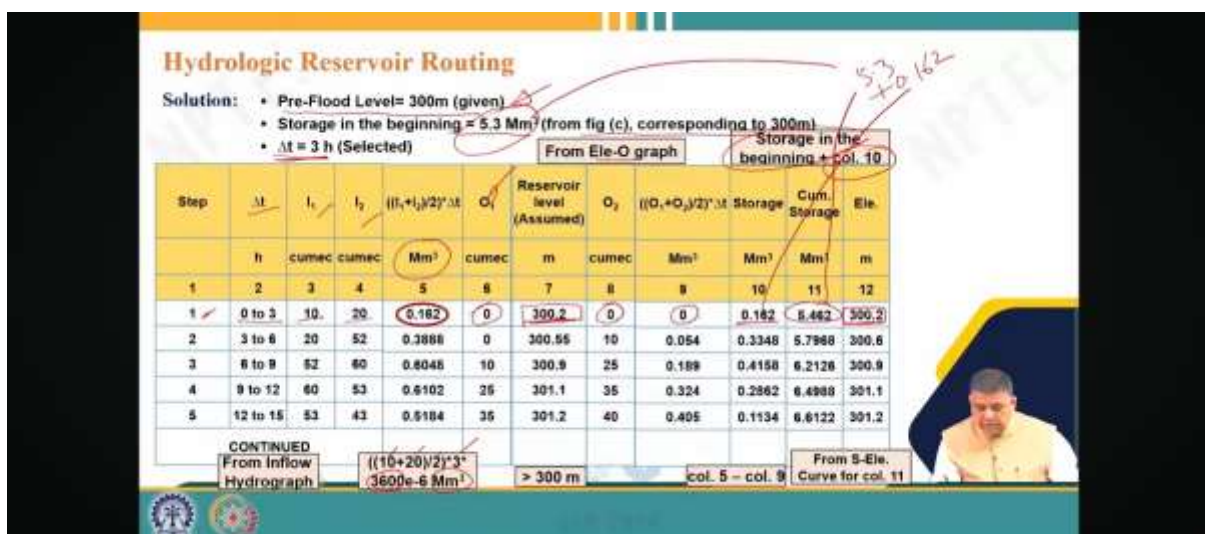 Hydrologic Reservoir Routing
Solution: • Pre-Flood Level= 300m (given)
• Storage in the beginning = 5.3 Mm³ (from fig (c), corresponding to 300m)
• Δt = 3 h (Selected)
5.3
+0.162
From Ele-O graph
Storage in the
beginning + col. 10
Step Δt I₁ I₂ ((I₁+I₂)/2)*Δt O₁ Reservoir level (Assumed) O₂ ((O₁+O₂)/2)*Δt Storage Cum. Storage Ele.
h cumec cumec Mm³ cumec m cumec Mm³ Mm³ Mm³ m
1 2 3 4 5 6 7 8 9 10 11 12
1 0 to 3 10. 20 0.162 0 300.2 0 0 0.162 5.462 300.2
2 3 to 6 20 52 0.3888 0 300.55 10 0.054 0.3348 5.7968 300.6
3 6 to 9 52 60 0.6048 10 300.9 25 0.189 0.4158 6.2126 300.9
4 9 to 12 60 53 0.6102 25 301.1 35 0.324 0.2862 6.4988 301.1
5 12 to 15 53 43 0.5184 35 301.2 40 0.405 0.1134 6.6122 301.2
CONTINUED
From Inflow
Hydrograph
((10+20)/2)*3*
3600e-6 Mm³
> 300 m
col. 5 – col. 9
From S-Ele.
Curve for col. 11
NPTEL
NPTEL